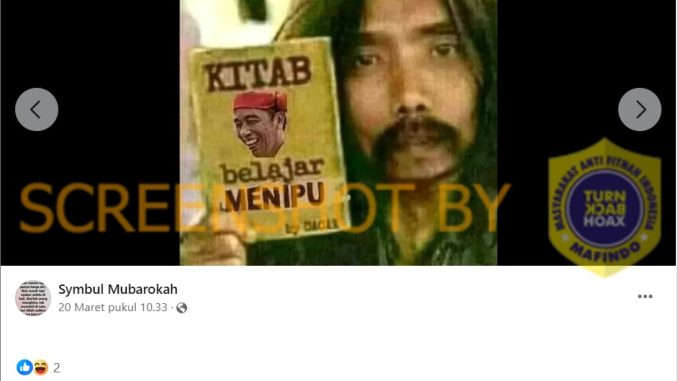 KITAB
belajar
MENIPU
SCREENSHOT BY
MASYARAKAT ANTI FITNAH INDONESIA
TURN
BACK
HOAX
MAFINDO
Symbul Mubarokah
20 Maret pukul 10.33 ·
2